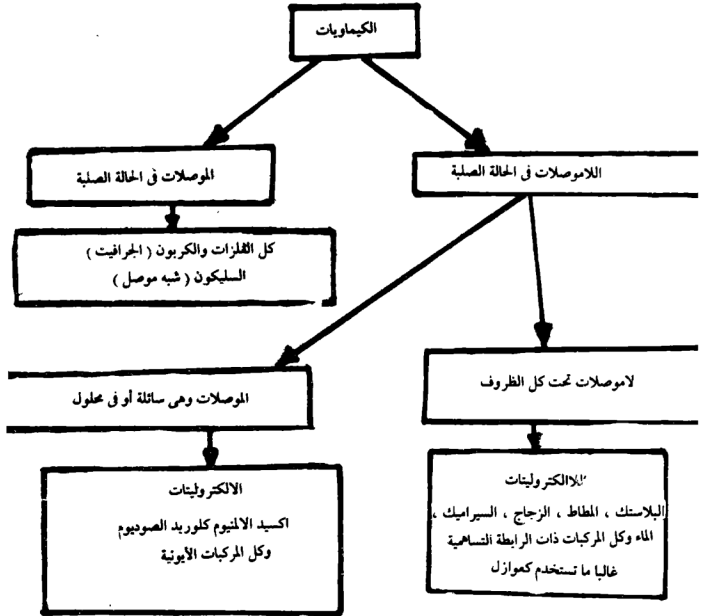 الكيماويات
الموصلات فى الحالة الصلبة
اللاموصلات فى الحالة الصلبة
كل الفلزات والكربون ( الجرافيت )
السليكون ( شبه موصل )
لاموصلات تحت كل الظروف
الموصلات وهى سائلة أو فى محلول
اللاالكتروليتات
البلاستك ، المطاط ، الزجاج ، السيراميك ،
الماء وكل المركبات ذات الرابطة التساهمية
غالبا ما تستخدم كعوازل
الالكتروليتات
اكسيد الالمنيوم كلوريد الصوديوم
وكل المركبات الأيونية